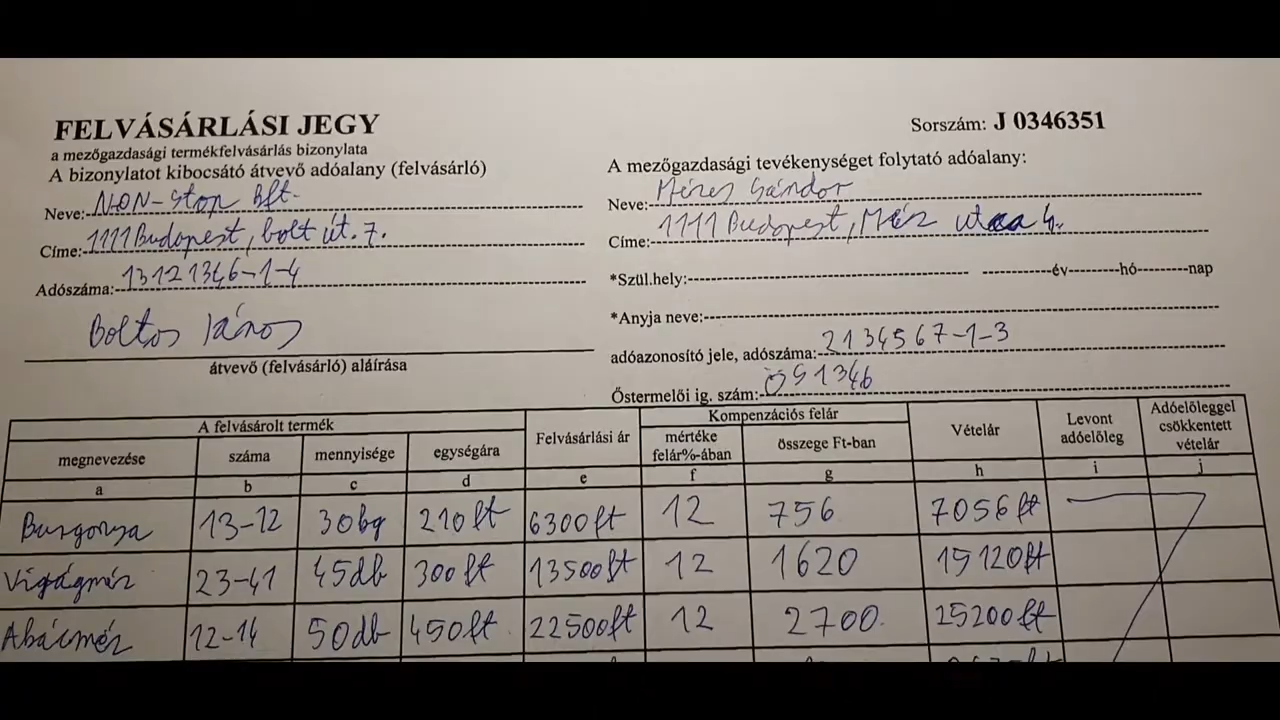 FELVÁSÁRLÁSI JEGY
a mezőgazdasági termékfelvásárlás bizonylata
A bizonylatot kibocsátó átvevő adóalany (felvásárló)
Neve: NON-Stop Bft.
Címe: 1111 Budapest, bolt út. 7.
Adószáma: 13121346-1-4
Boltos János
átvevő (felvásárló) aláírása
Sorszám: J 0346351
A mezőgazdasági tevékenységet folytató adóalany:
Neve: Mézes Sándor
Címe: 1111 Budapest, Méz utca 4.
*Szül.hely: év hó nap
*Anyja neve:
adóazonosító jele, adószáma: 2134567-1-3
Őstermelői ig. szám: ÖS1346
A felvásárolt termék Felvásárlási ár Kompenzációs felár Vételár Levont adóelőleg Adóelőleggel csökkentett vételár
megnevezése száma mennyisége egységára mértéke felár%-ában összege Ft-ban
a b c d e f g h i j
Burgonya 13-12 30kg 210ft 6300ft 12 756 7056ft
Virágméz 23-41 45db 300ft 13500ft 12 1620 15120ft
Akácméz 12-14 50db 450ft 22500ft 12 2700 25200ft